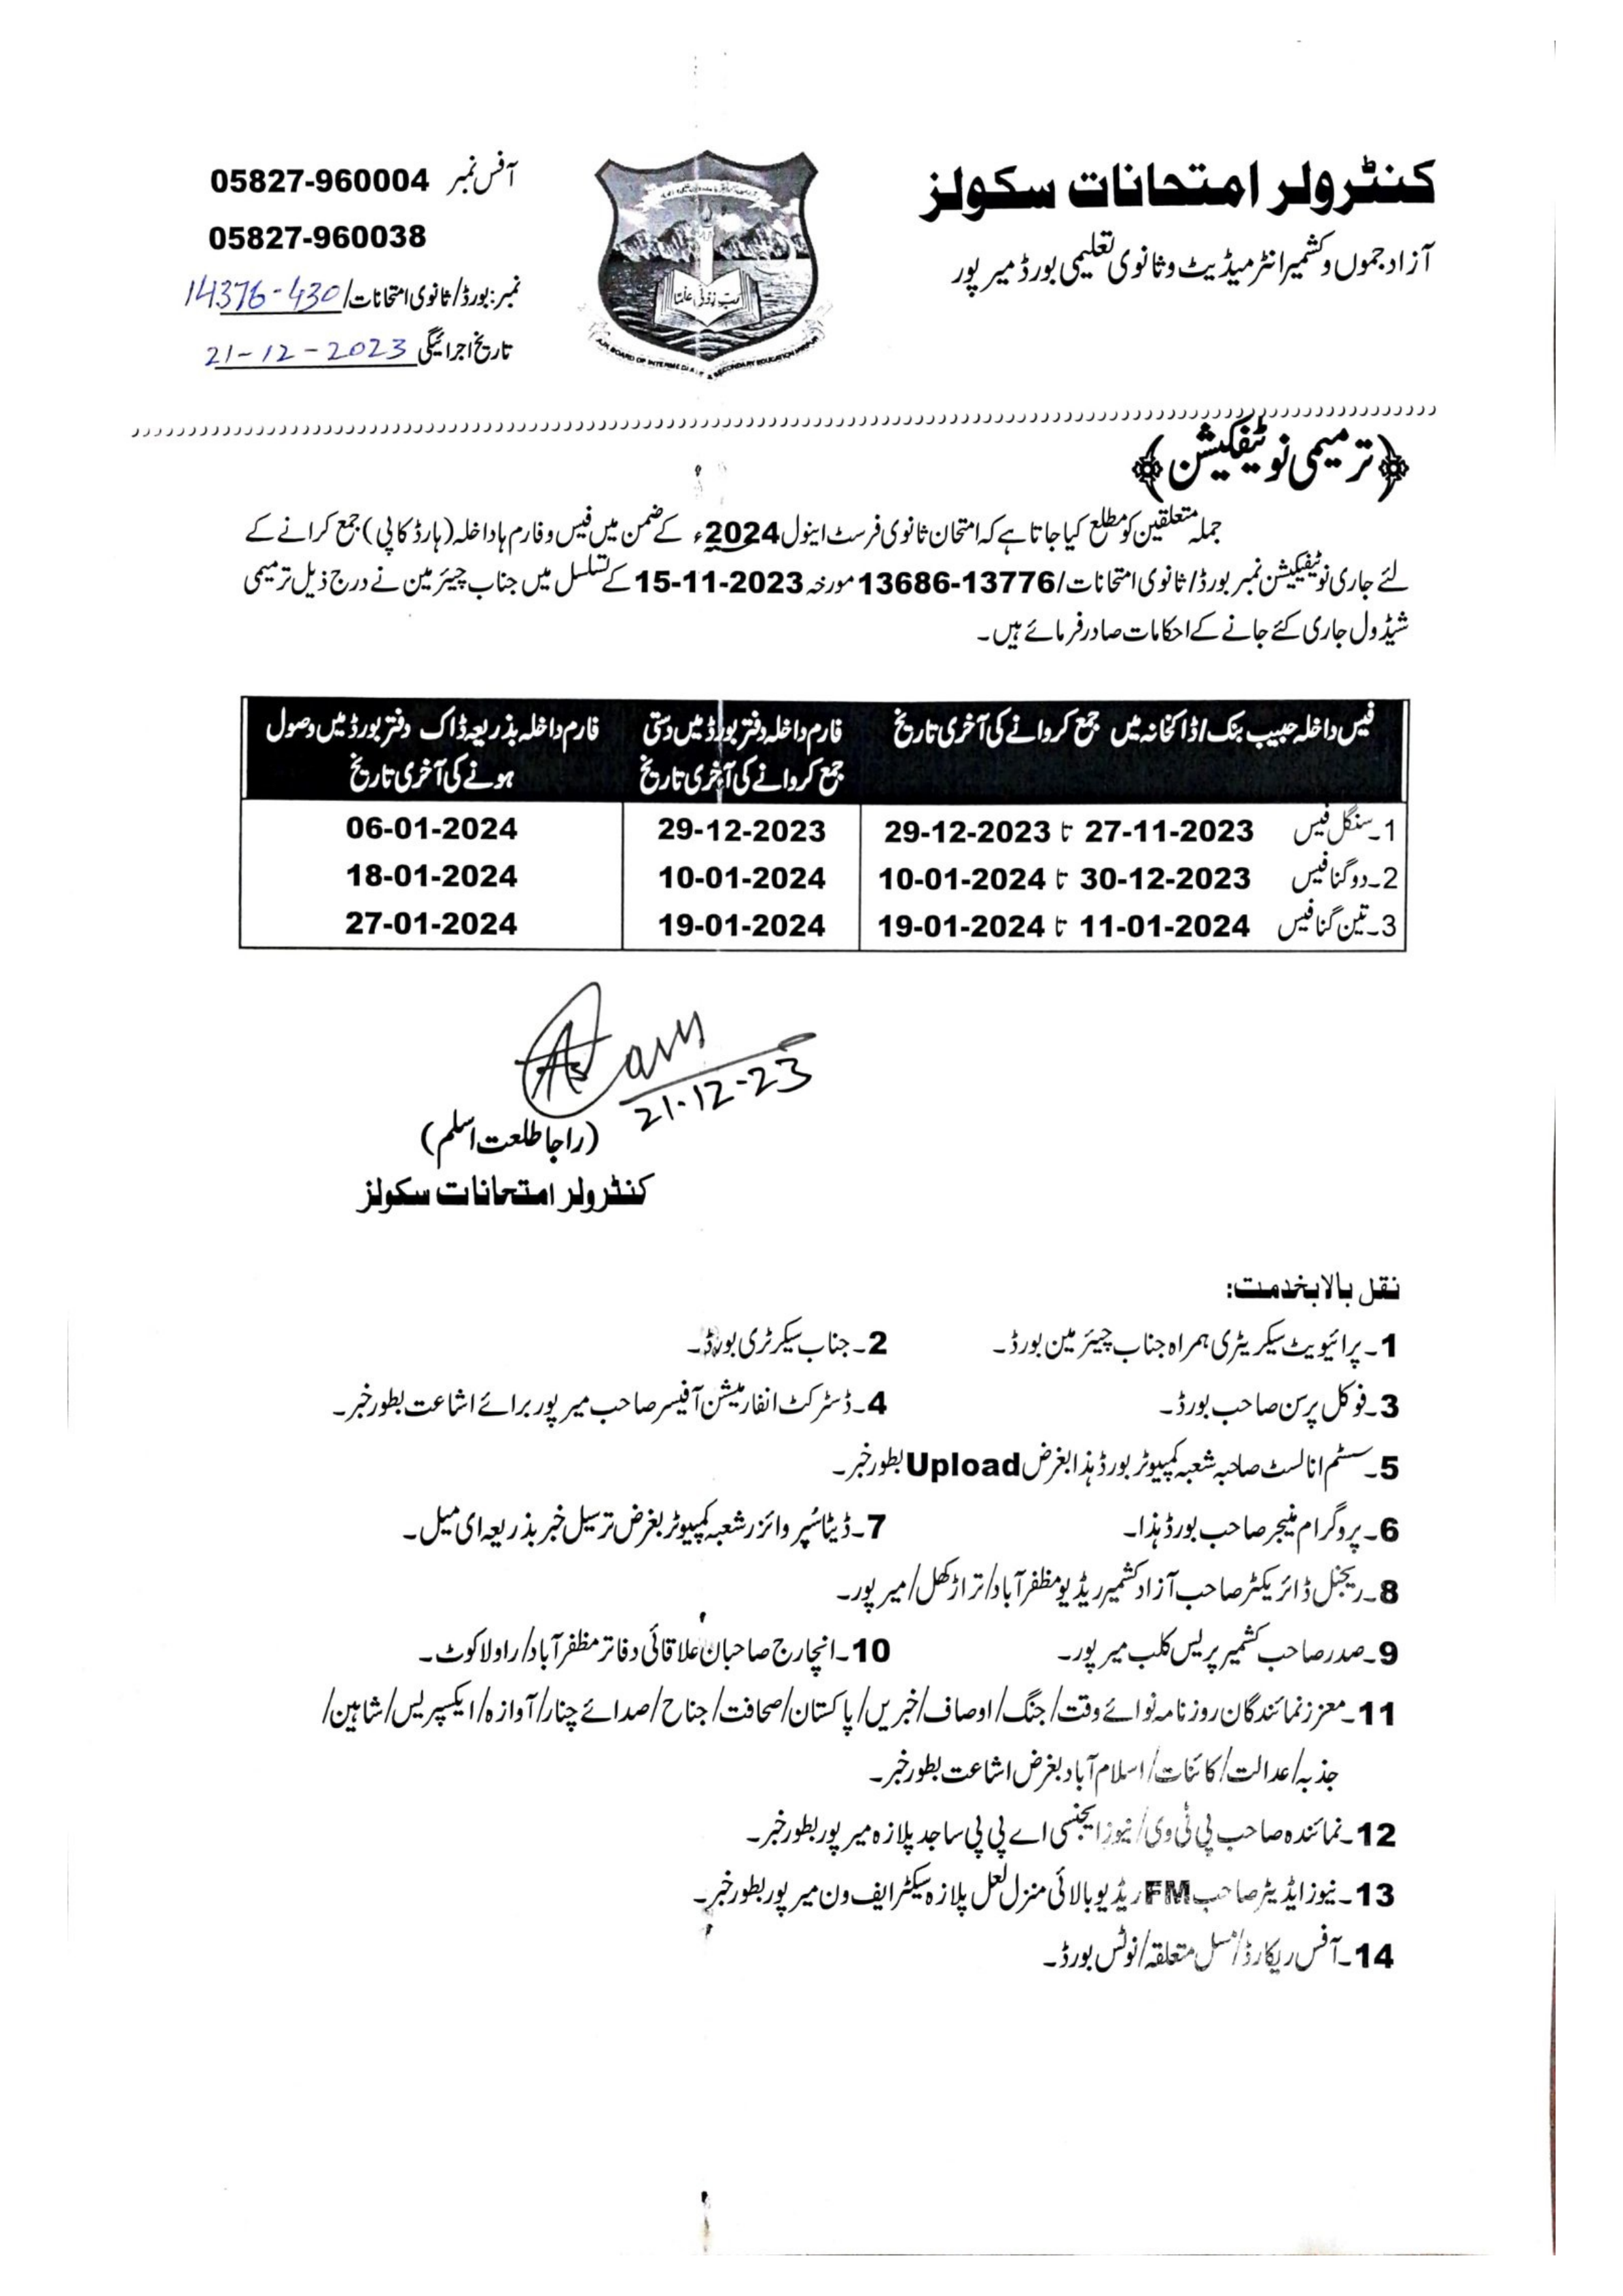 کنٹرولر امتحانات سکولز
آزاد جموں و کشمیر انٹرمیڈیٹ و ثانوی تعلیمی بورڈ میرپور
آفس نمبر 05827-960004
05827-960038
نمبر: بورڈ/ثانوی امتحانات/14376-430
تاریخ اجرائیگی 21-12-2023
رب زدنی علما
AJK BOARD OF INTERMEDIATE & SECONDARY EDUCATION MIRPUR
﴿ترمیمی نوٹیفکیشن﴾
جملہ متعلقین کو مطلع کیا جاتا ہے کہ امتحان ثانوی فرسٹ اینول 2024ء کے ضمن میں فیس و فارم ہا داخلہ (ہارڈ کاپی) جمع کرانے کے
لئے جاری نوٹیفکیشن نمبر بورڈ/ثانوی امتحانات/13686-13776 مورخہ 15-11-2023 کے تسلسل میں جناب چیئرمین نے درج ذیل ترمیمی
شیڈول جاری کئے جانے کے احکامات صادر فرمائے ہیں۔
فیس داخلہ حبیب بنک/ڈاکخانہ میں جمع کروانے کی آخری تاریخ
فارم داخلہ دفتر بورڈ میں دستی
جمع کروانے کی آخری تاریخ
فارم داخلہ بذریعہ ڈاک دفتر بورڈ میں وصول
ہونے کی آخری تاریخ
1۔سنگل فیس 27-11-2023 تا 29-12-2023 29-12-2023 06-01-2024
2۔دوگنا فیس 30-12-2023 تا 10-01-2024 10-01-2024 18-01-2024
3۔تین گنا فیس 11-01-2024 تا 19-01-2024 19-01-2024 27-01-2024
21-12-23
(راجا طلعت اسلم)
کنٹرولر امتحانات سکولز
نقل بالا بخدمت:
1۔پرائیویٹ سیکریٹری ہمراہ جناب چیئرمین بورڈ۔ 2۔جناب سیکرٹری بورڈ۔
3۔فوکل پرسن صاحب بورڈ۔ 4۔ڈسٹرکٹ انفارمیشن آفیسر صاحب میرپور برائے اشاعت بطور خبر۔
5۔سسٹم انالسٹ صاحبہ شعبہ کمپیوٹر بورڈ ہذا بغرض Upload بطور خبر۔
6۔پروگرام منیجر صاحب بورڈ ہذا۔ 7۔ڈیٹا سپروائزر شعبہ کمپیوٹر بغرض ترسیل خبر بذریعہ ای میل۔
8۔ریجنل ڈائریکٹر صاحب آزاد کشمیر ریڈیو مظفرآباد/تراڑکھل/میرپور۔
9۔صدر صاحب کشمیر پریس کلب میرپور۔ 10۔انچارج صاحبان علاقائی دفاتر مظفرآباد/راولاکوٹ۔
11۔معزز نمائندگان روزنامہ نوائے وقت/جنگ/اوصاف/خبریں/پاکستان/صحافت/جناح/صدائے چنار/آوازہ/ایکسپریس/شاہین/
جذبہ/عدالت/کائنات/اسلام آباد بغرض اشاعت بطور خبر۔
12۔نمائندہ صاحب پی ٹی وی/نیوز ایجنسی اے پی پی ساجد پلازہ میرپور بطور خبر۔
13۔نیوز ایڈیٹر صاحب FM ریڈیو بالائی منزل لعل پلازہ سیکٹر ایف ون میرپور بطور خبر۔
14۔آفس ریکارڈ/مسل متعلقہ/نوٹس بورڈ۔